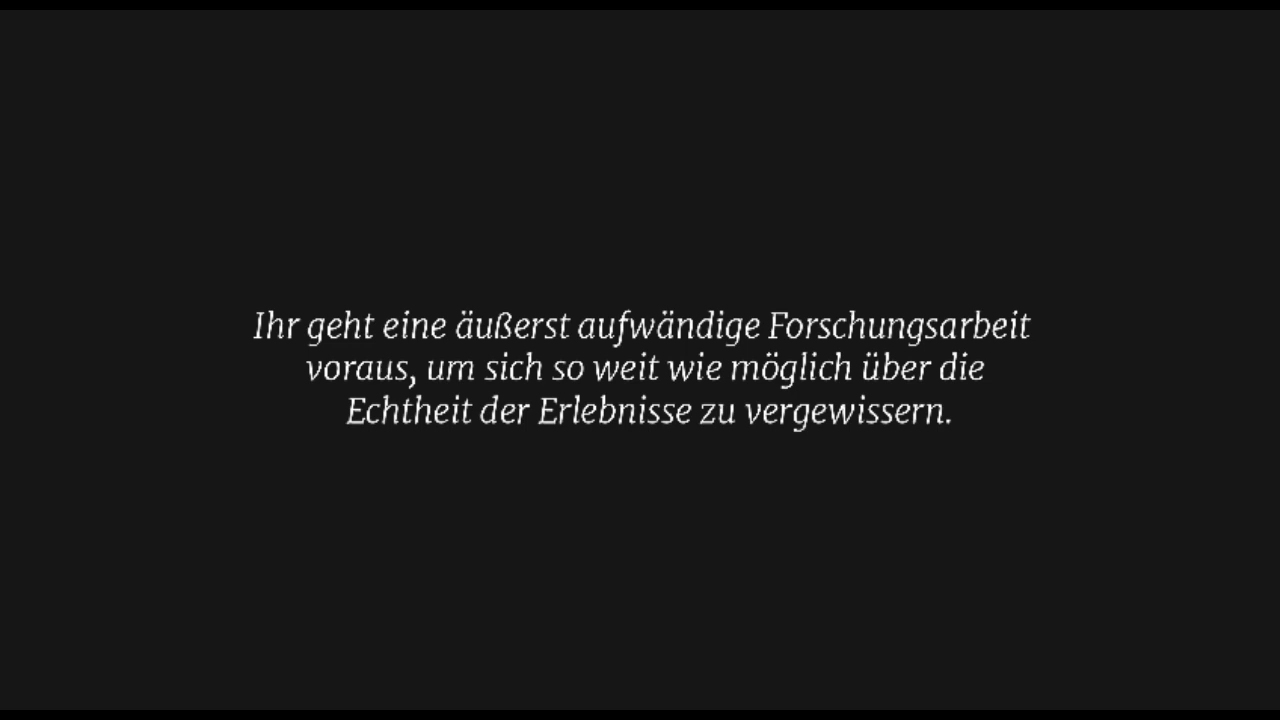 Ihr geht eine äußerst aufwändige Forschungsarbeit
voraus, um sich so weit wie möglich über die
Echtheit der Erlebnisse zu vergewissern.